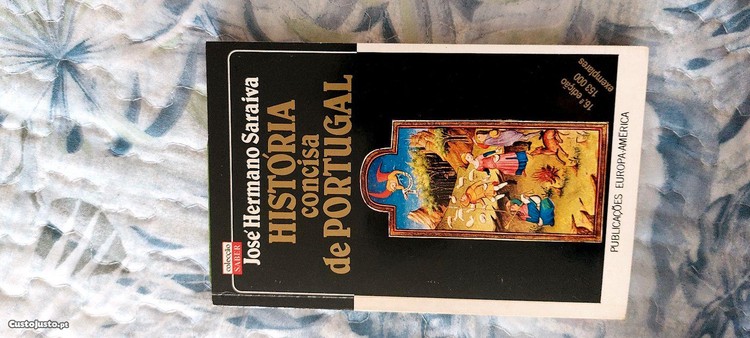 colecção
SABER
José Hermano Saraiva
HISTÓRIA
concisa
de PORTUGAL
16.ª edição
153 000
exemplares
PUBLICAÇÕES EUROPA-AMÉRICA
CustoJusto.pt